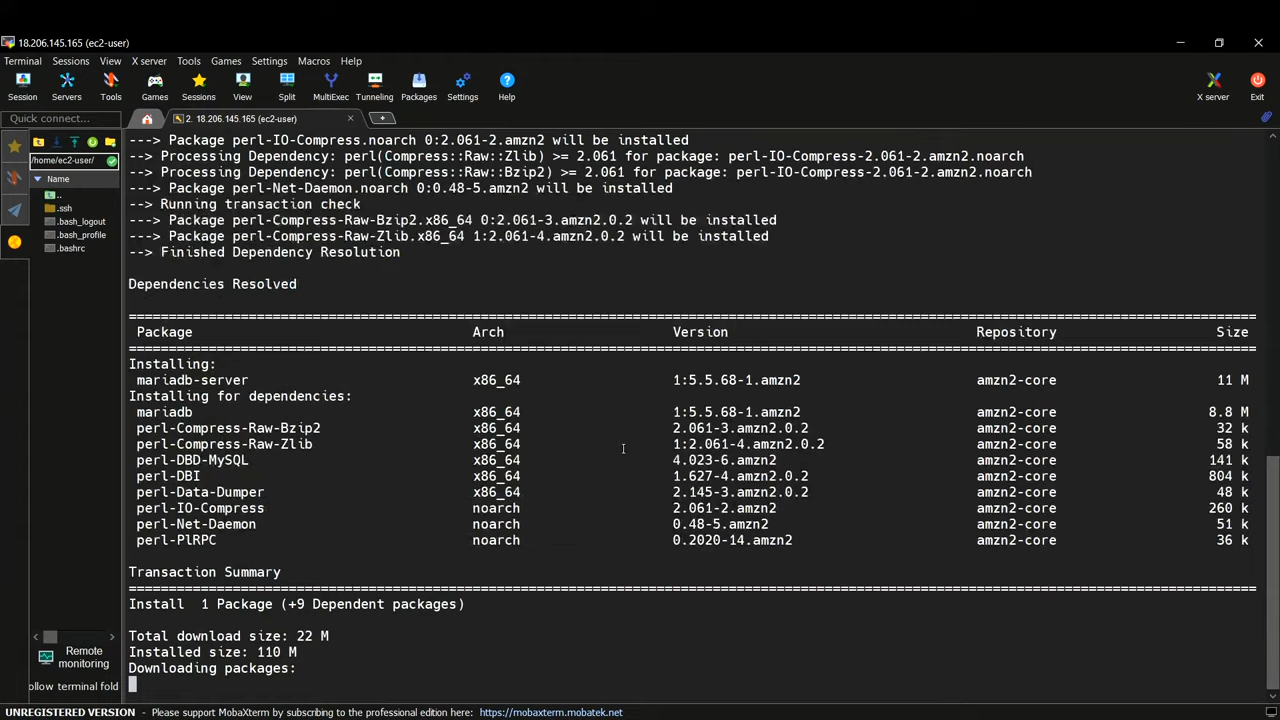 18.206.145.165 (ec2-user)
Terminal Sessions View X server Tools Games Settings Macros Help
Session Servers Tools Games Sessions View Split MultiExec Tunneling Packages Settings Help X server Exit
Quick connect... 2. 18.206.145.165 (ec2-user)
/home/ec2-user/
Name
..
.ssh
.bash_logout
.bash_profile
.bashrc
Remote
monitoring
ollow terminal fold
---> Package perl-IO-Compress.noarch 0:2.061-2.amzn2 will be installed
--> Processing Dependency: perl(Compress::Raw::Zlib) >= 2.061 for package: perl-IO-Compress-2.061-2.amzn2.noarch
--> Processing Dependency: perl(Compress::Raw::Bzip2) >= 2.061 for package: perl-IO-Compress-2.061-2.amzn2.noarch
---> Package perl-Net-Daemon.noarch 0:0.48-5.amzn2 will be installed
--> Running transaction check
---> Package perl-Compress-Raw-Bzip2.x86_64 0:2.061-3.amzn2.0.2 will be installed
---> Package perl-Compress-Raw-Zlib.x86_64 1:2.061-4.amzn2.0.2 will be installed
--> Finished Dependency Resolution
Dependencies Resolved
Package Arch Version Repository Size
Installing:
mariadb-server x86_64 1:5.5.68-1.amzn2 amzn2-core 11 M
Installing for dependencies:
mariadb x86_64 1:5.5.68-1.amzn2 amzn2-core 8.8 M
perl-Compress-Raw-Bzip2 x86_64 2.061-3.amzn2.0.2 amzn2-core 32 k
perl-Compress-Raw-Zlib x86_64 1:2.061-4.amzn2.0.2 amzn2-core 58 k
perl-DBD-MySQL x86_64 4.023-6.amzn2 amzn2-core 141 k
perl-DBI x86_64 1.627-4.amzn2.0.2 amzn2-core 804 k
perl-Data-Dumper x86_64 2.145-3.amzn2.0.2 amzn2-core 48 k
perl-IO-Compress noarch 2.061-2.amzn2 amzn2-core 260 k
perl-Net-Daemon noarch 0.48-5.amzn2 amzn2-core 51 k
perl-PlRPC noarch 0.2020-14.amzn2 amzn2-core 36 k
Transaction Summary
Install 1 Package (+9 Dependent packages)
Total download size: 22 M
Installed size: 110 M
Downloading packages:
UNREGISTERED VERSION - Please support MobaXterm by subscribing to the professional edition here: https://mobaxterm.mobatek.net